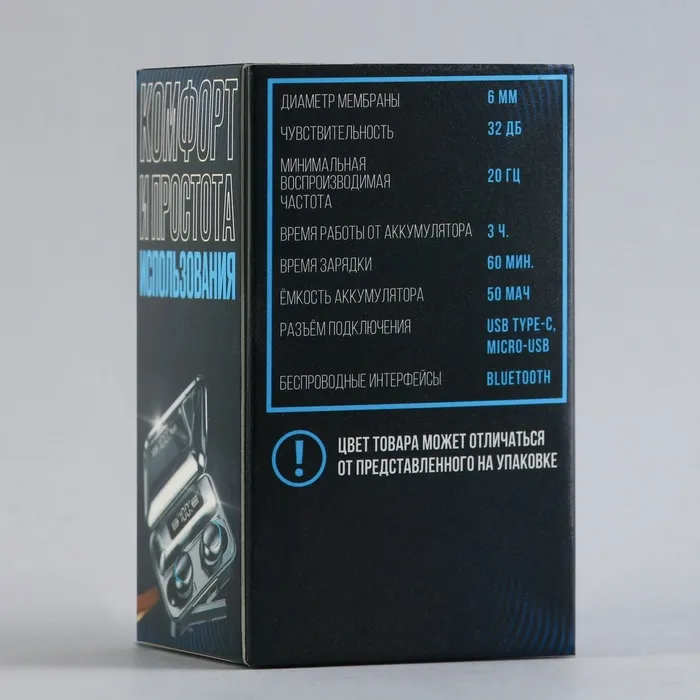 КОМФОРТ
И ПРОСТОТА
ИСПОЛЬЗОВАНИЯ
ДИАМЕТР МЕМБРАНЫ 6 ММ
ЧУВСТВИТЕЛЬНОСТЬ 32 ДБ
МИНИМАЛЬНАЯ
ВОСПРОИЗВОДИМАЯ 20 ГЦ
ЧАСТОТА
ВРЕМЯ РАБОТЫ ОТ АККУМУЛЯТОРА 3 Ч.
ВРЕМЯ ЗАРЯДКИ 60 МИН.
ЁМКОСТЬ АККУМУЛЯТОРА 50 МАЧ
РАЗЪЁМ ПОДКЛЮЧЕНИЯ USB TYPE-C,
MICRO-USB
БЕСПРОВОДНЫЕ ИНТЕРФЕЙСЫ BLUETOOTH
! ЦВЕТ ТОВАРА МОЖЕТ ОТЛИЧАТЬСЯ
ОТ ПРЕДСТАВЛЕННОГО НА УПАКОВКЕ